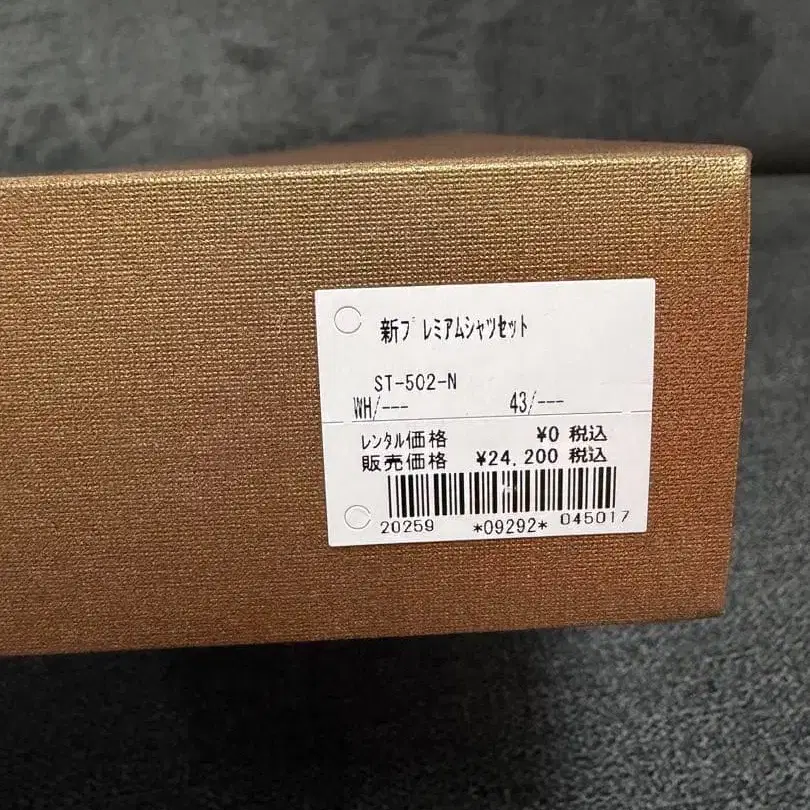 新ﾌﾟﾚﾐｱﾑｼｬﾂｾｯﾄ
ST-502-N
WH/--- 43/---
ﾚﾝﾀﾙ価格 ¥0 税込
販売価格 ¥24,200 税込
20259 *09292* 045017